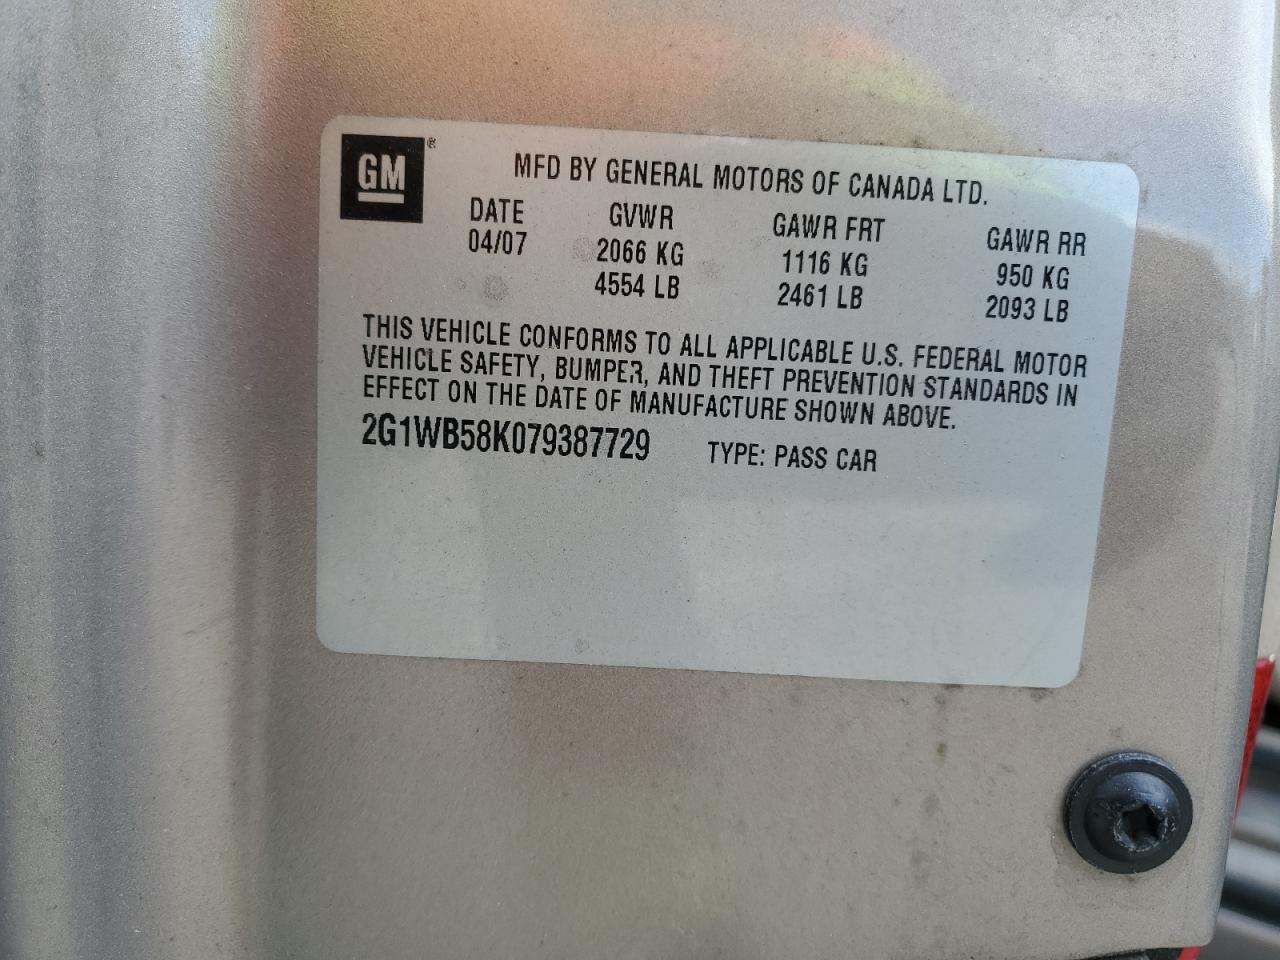 GM ®
MFD BY GENERAL MOTORS OF CANADA LTD.
DATE GVWR GAWR FRT GAWR RR
04/07 2066 KG 1116 KG 950 KG
4554 LB 2461 LB 2093 LB
THIS VEHICLE CONFORMS TO ALL APPLICABLE U.S. FEDERAL MOTOR
VEHICLE SAFETY, BUMPER, AND THEFT PREVENTION STANDARDS IN
EFFECT ON THE DATE OF MANUFACTURE SHOWN ABOVE.
2G1WB58K079387729 TYPE: PASS CAR